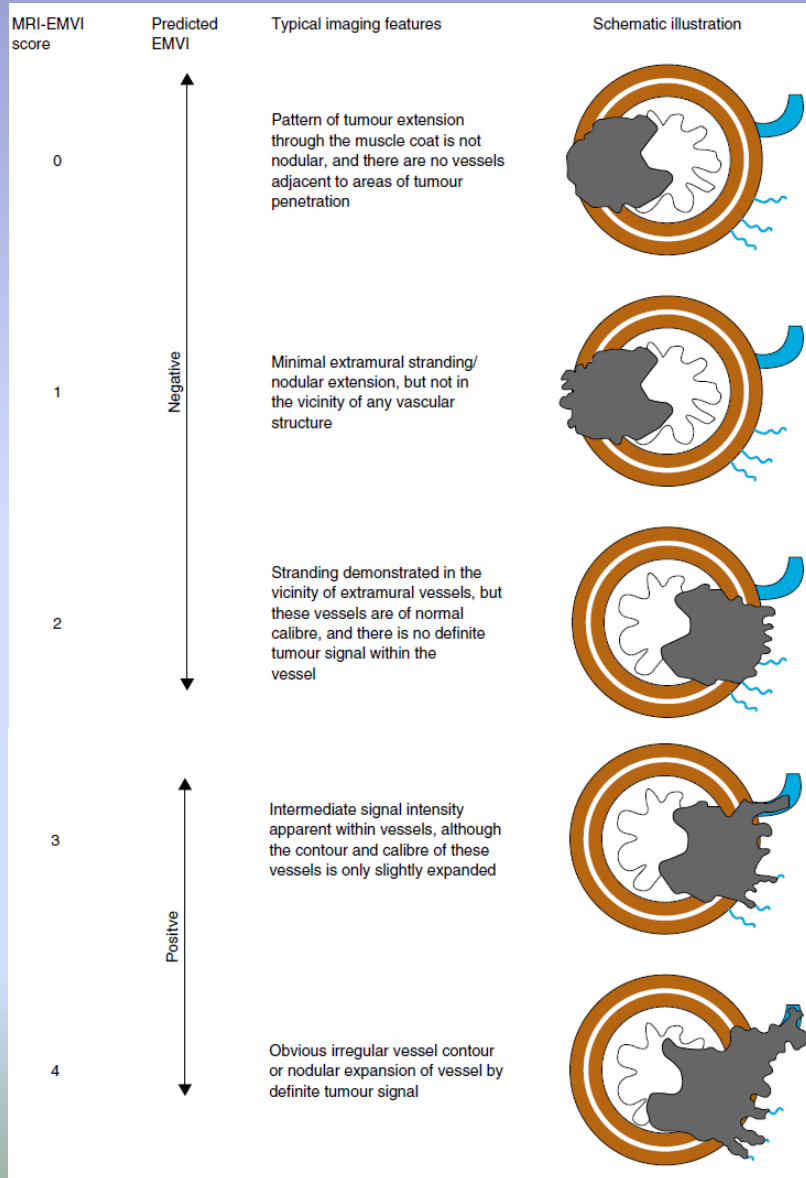 MRI-EMVI
score
Predicted
EMVI
Typical imaging features
Schematic illustration
0
Pattern of tumour extension
through the muscle coat is not
nodular, and there are no vessels
adjacent to areas of tumour
penetration
Negative
1
Minimal extramural stranding/
nodular extension, but not in
the vicinity of any vascular
structure
2
Stranding demonstrated in the
vicinity of extramural vessels, but
these vessels are of normal
calibre, and there is no definite
tumour signal within the
vessel
Positve
3
Intermediate signal intensity
apparent within vessels, although
the contour and calibre of these
vessels is only slightly expanded
4
Obvious irregular vessel contour
or nodular expansion of vessel by
definite tumour signal